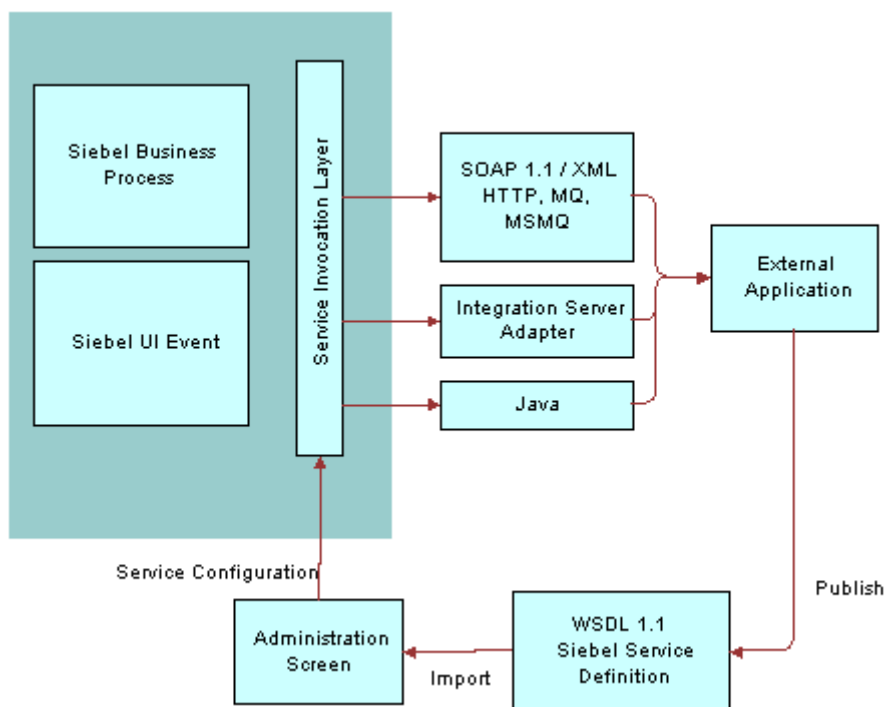 Siebel Business
Process
Siebel UI Event
Service Invocation Layer
SOAP 1.1 / XML
HTTP, MQ,
MSMQ
Integration Server
Adapter
Java
External
Application
Service Configuration
Publish
Administration
Screen
Import
WSDL 1.1
Siebel Service
Definition